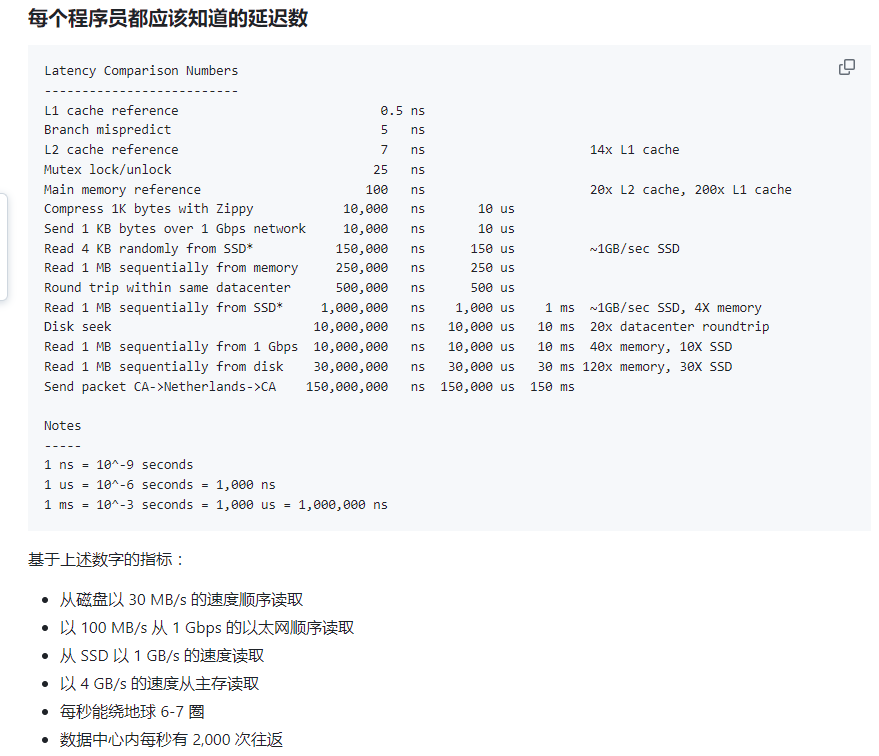 每个程序员都应该知道的延迟数
Latency Comparison Numbers
--------------------------
L1 cache reference                           0.5 ns
Branch mispredict                            5   ns
L2 cache reference                           7   ns                      14x L1 cache
Mutex lock/unlock                           25   ns
Main memory reference                      100   ns                      20x L2 cache, 200x L1 cache
Compress 1K bytes with Zippy            10,000   ns       10 us
Send 1 KB bytes over 1 Gbps network     10,000   ns       10 us
Read 4 KB randomly from SSD*           150,000   ns      150 us          ~1GB/sec SSD
Read 1 MB sequentially from memory     250,000   ns      250 us
Round trip within same datacenter      500,000   ns      500 us
Read 1 MB sequentially from SSD*     1,000,000   ns    1,000 us    1 ms  ~1GB/sec SSD, 4X memory
Disk seek                           10,000,000   ns   10,000 us   10 ms  20x datacenter roundtrip
Read 1 MB sequentially from 1 Gbps  10,000,000   ns   10,000 us   10 ms  40x memory, 10X SSD
Read 1 MB sequentially from disk    30,000,000   ns   30,000 us   30 ms 120x memory, 30X SSD
Send packet CA->Netherlands->CA    150,000,000   ns  150,000 us  150 ms
Notes
-----
1 ns = 10^-9 seconds
1 us = 10^-6 seconds = 1,000 ns
1 ms = 10^-3 seconds = 1,000 us = 1,000,000 ns
基于上述数字的指标：
• 从磁盘以 30 MB/s 的速度顺序读取
• 以 100 MB/s 从 1 Gbps 的以太网顺序读取
• 从 SSD 以 1 GB/s 的速度读取
• 以 4 GB/s 的速度从主存读取
• 每秒能绕地球 6-7 圈
• 数据中心内每秒有 2,000 次往返